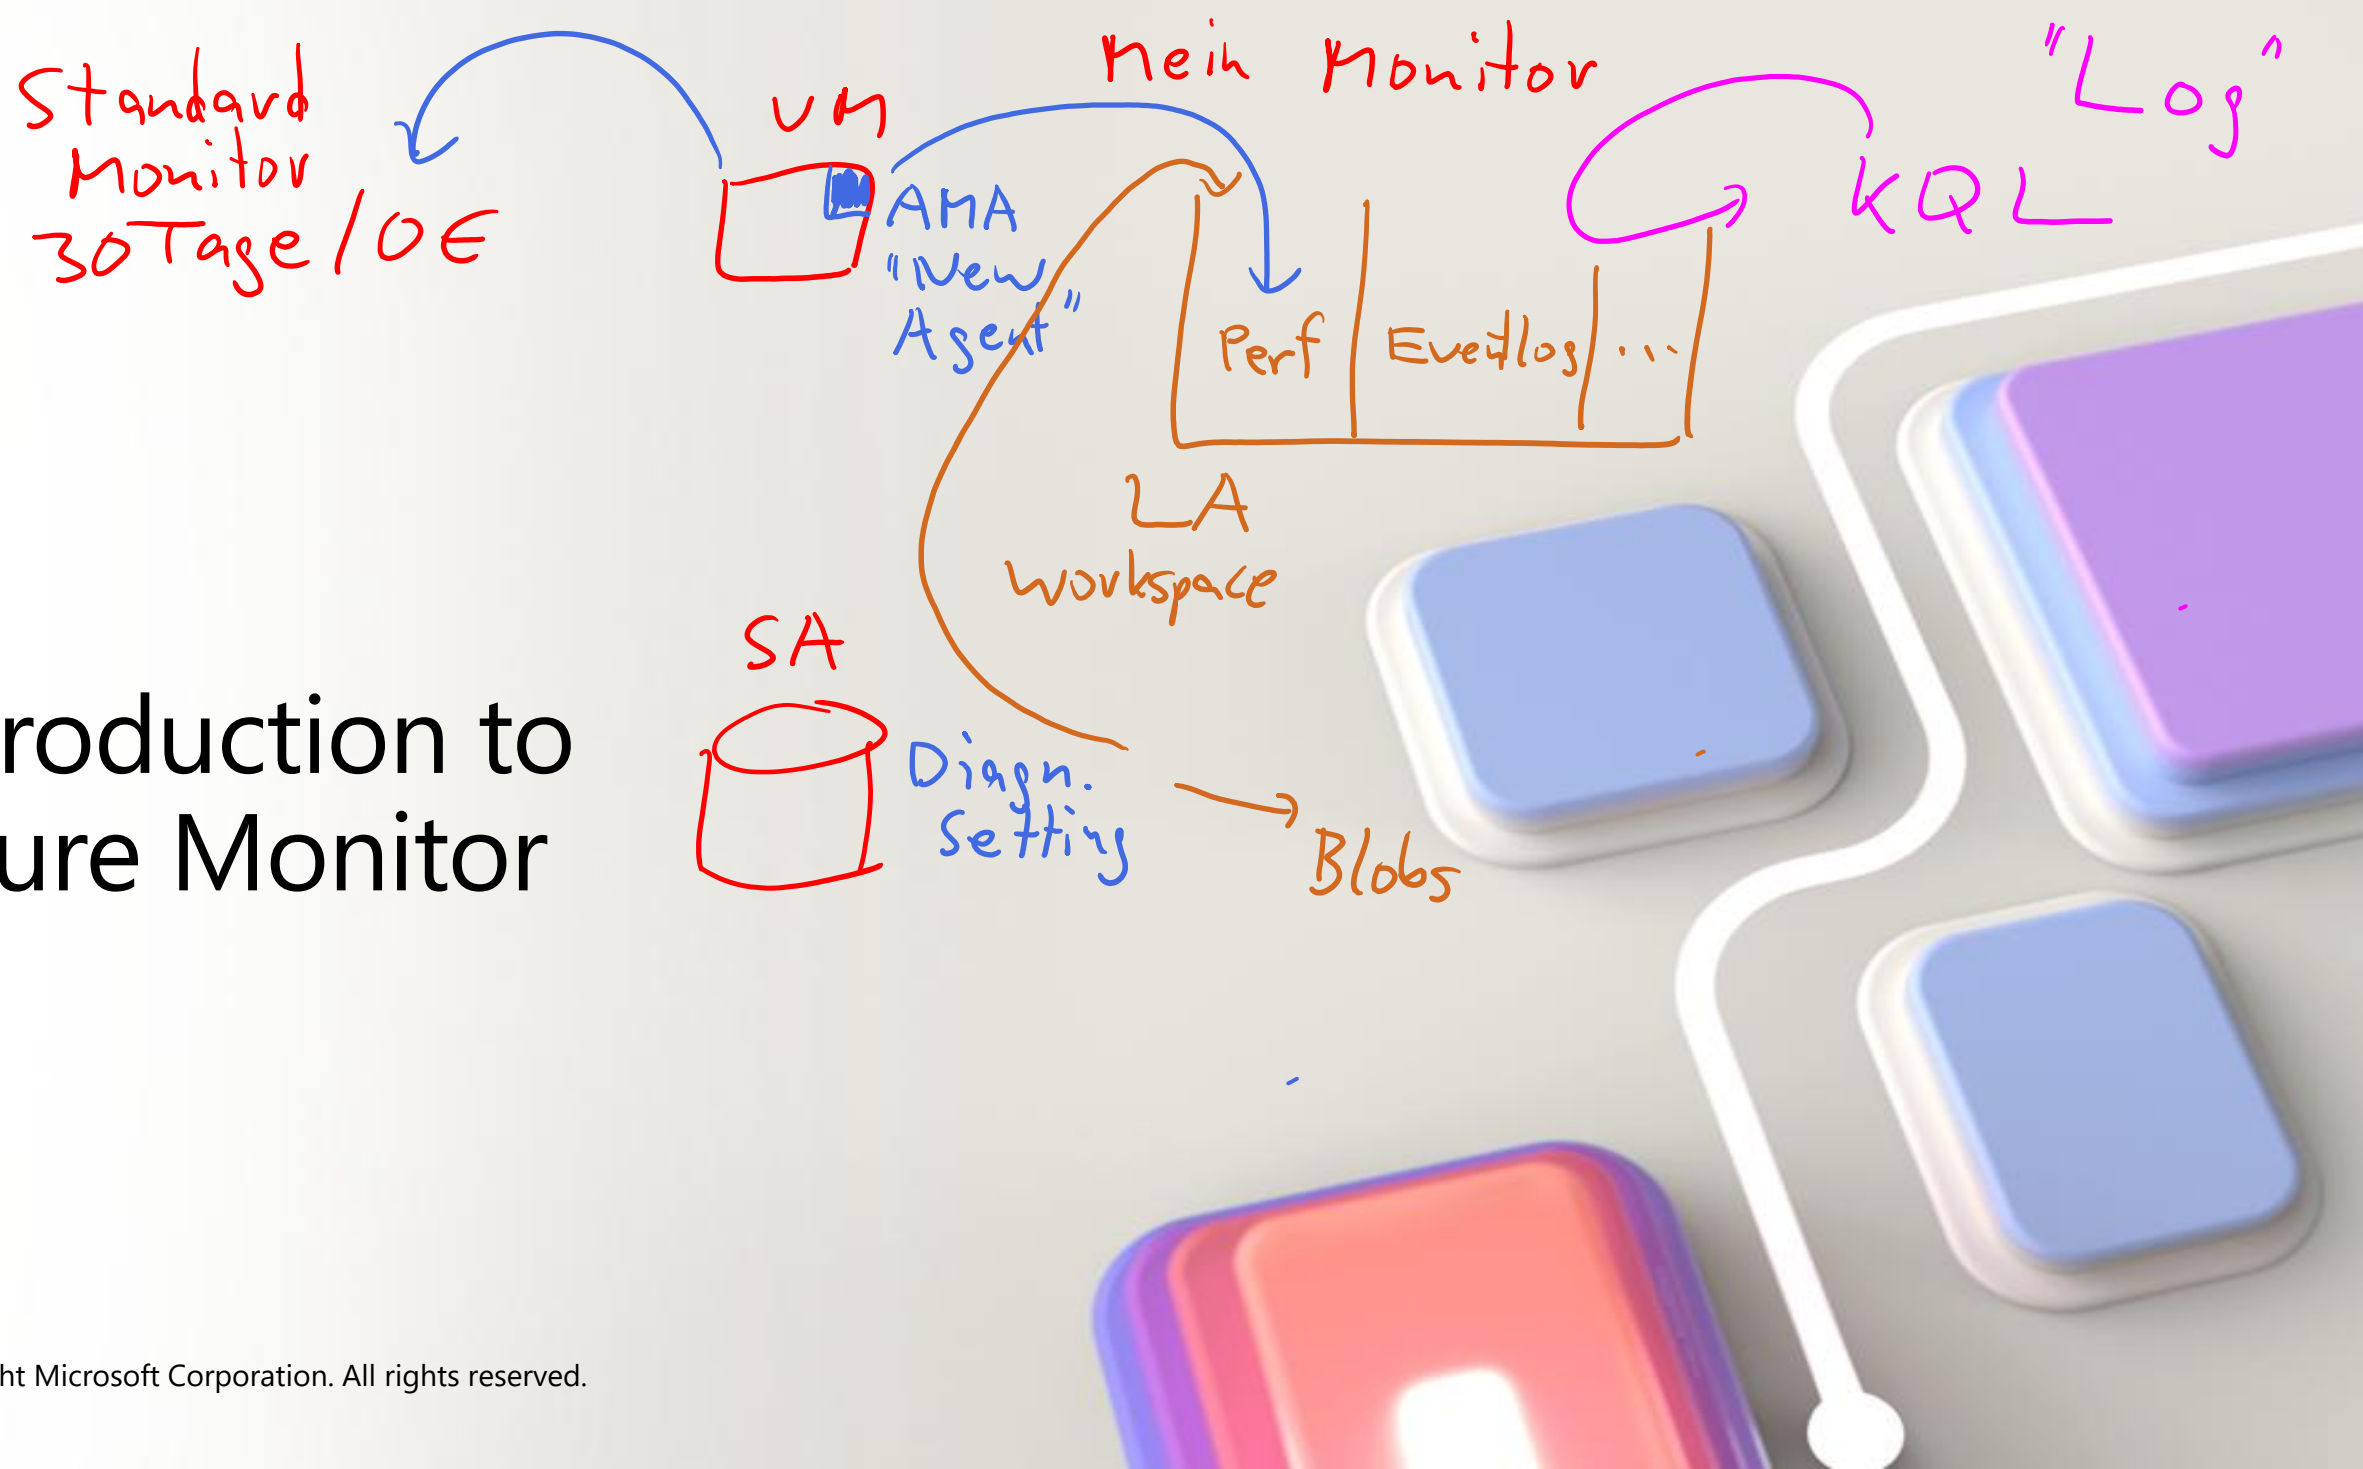 Standard
Monitor
30 Tage / 0€
VM
AMA
"New
Agent"
Mein Monitor
Perf
Eventlog
...
LA
Workspace
"Log"
KQL
SA
Diagn.
Setting
Blobs
roduction to
ure Monitor
ht Microsoft Corporation. All rights reserved.